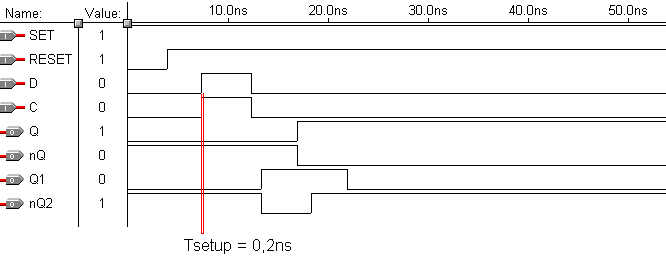 Name: Value: 10.0ns 20.0ns 30.0ns 40.0ns 50.0ns
SET 1
RESET 1
D 0
C 0
Q 1
nQ 0
Q1 0
nQ2 1
Tsetup = 0,2ns